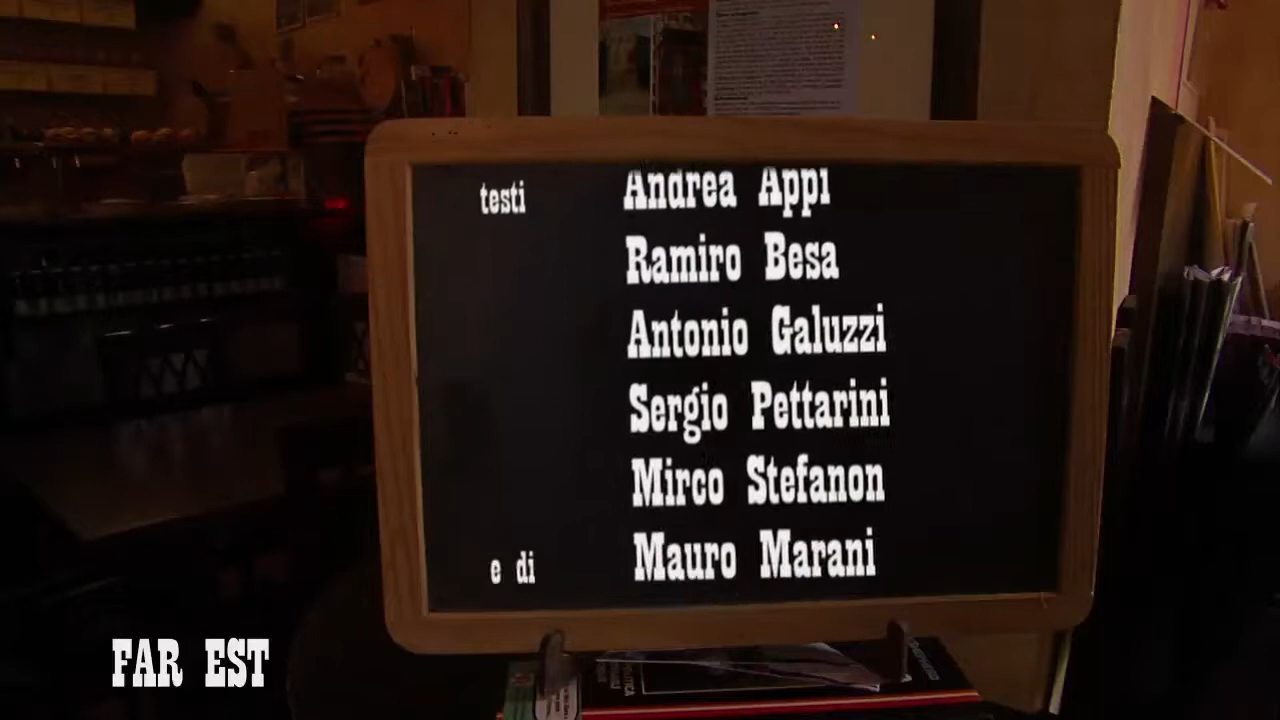 testi Andrea Appi
Ramiro Besa
Antonio Galuzzi
Sergio Pettarini
Mirco Stefanon
e di Mauro Marani
FAR EST